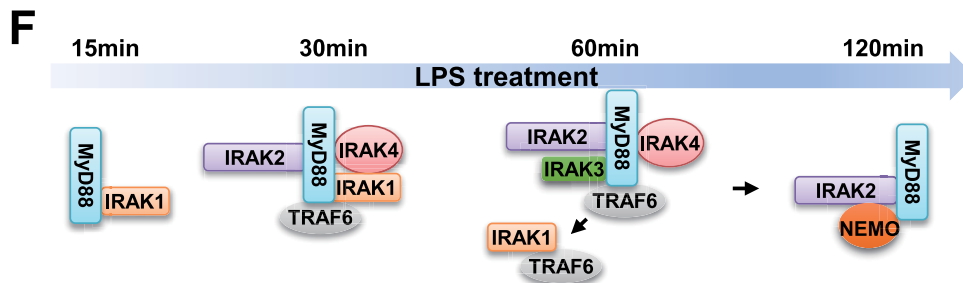 F
15min 30min 60min 120min
LPS treatment
MyD88
IRAK1
IRAK2
MyD88
IRAK4
IRAK1
TRAF6
IRAK2
MyD88
IRAK4
IRAK3
TRAF6
IRAK1
TRAF6
IRAK2
MyD88
NEMO